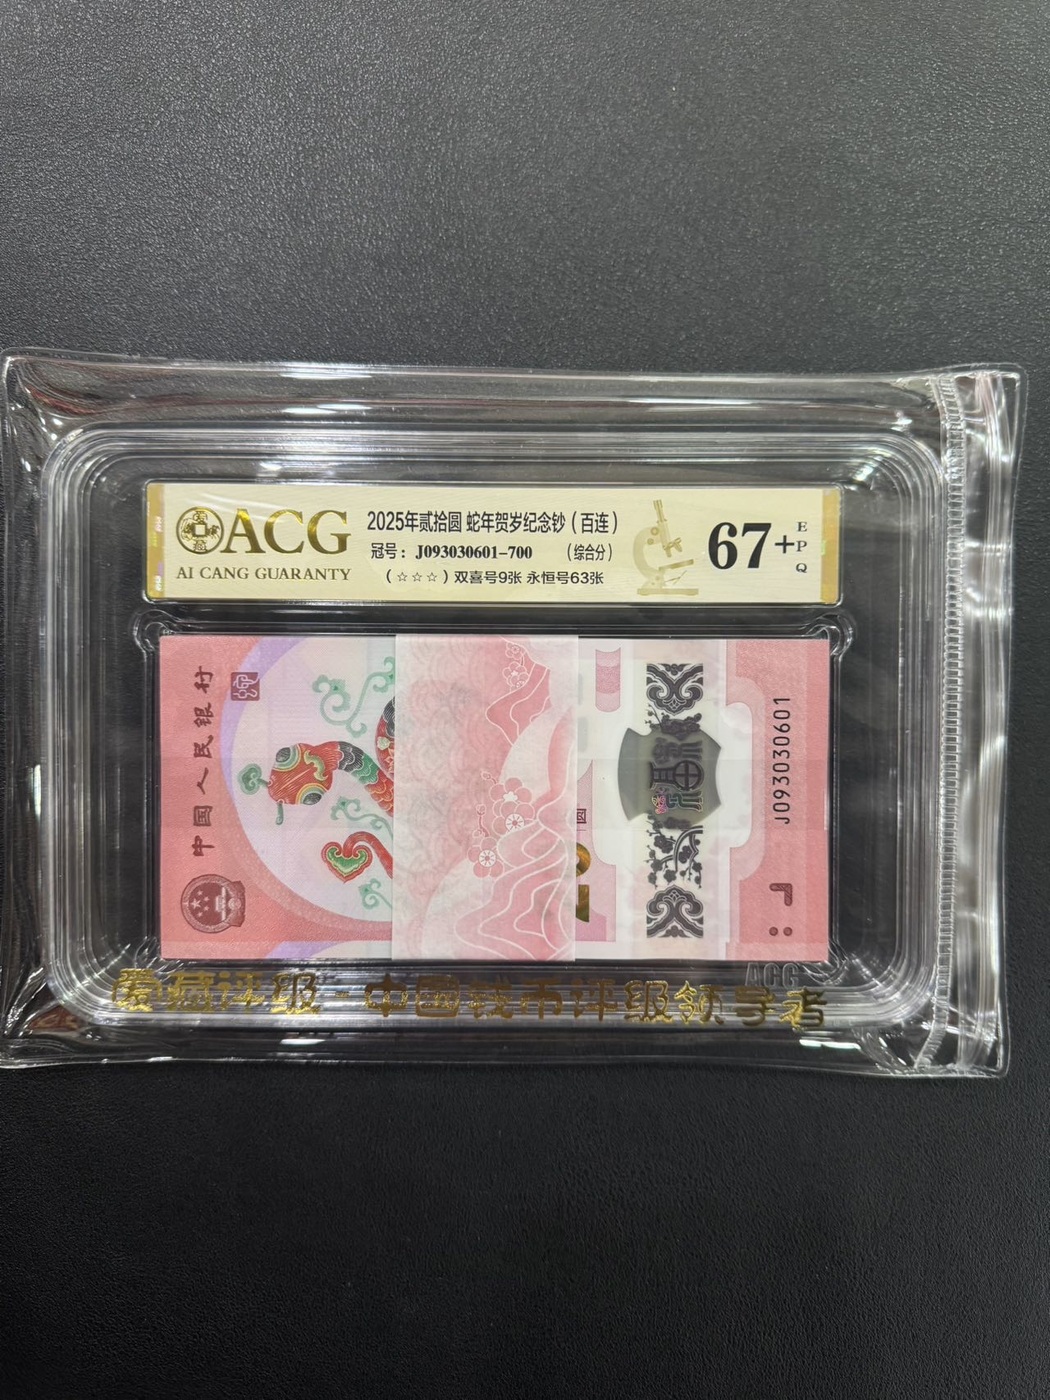 ACG
AI CANG GUARANTY
2025年贰拾圆 蛇年贺岁纪念钞（百连）
冠号：J093030601-700 （综合分）
（☆☆☆）双喜号9张 永恒号63张
67+
EPQ
中国人民银行
圆
J093030601
ACG
爱藏评级·中国钱币评级领导者